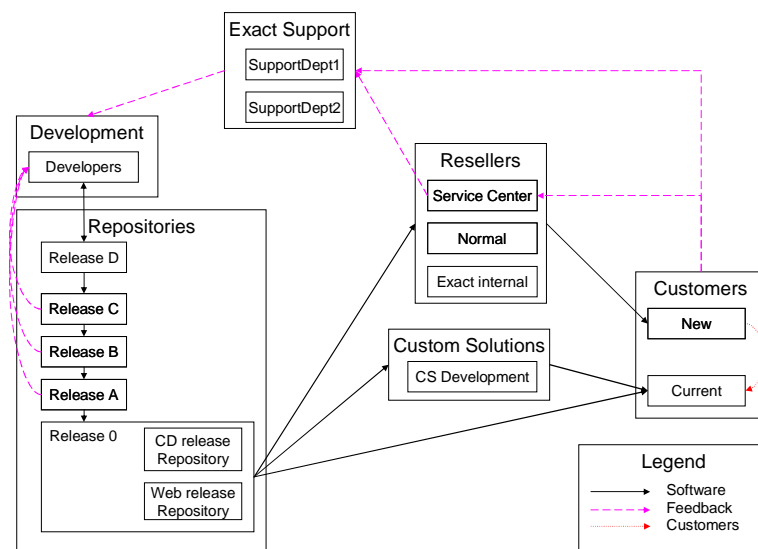 Exact Support
SupportDept1
SupportDept2
Development
Developers
Resellers
Service Center
Normal
Exact internal
Repositories
Release D
Release C
Release B
Release A
Release 0
CD release
Repository
Web release
Repository
Custom Solutions
CS Development
Customers
New
Current
Legend
Software
Feedback
Customers